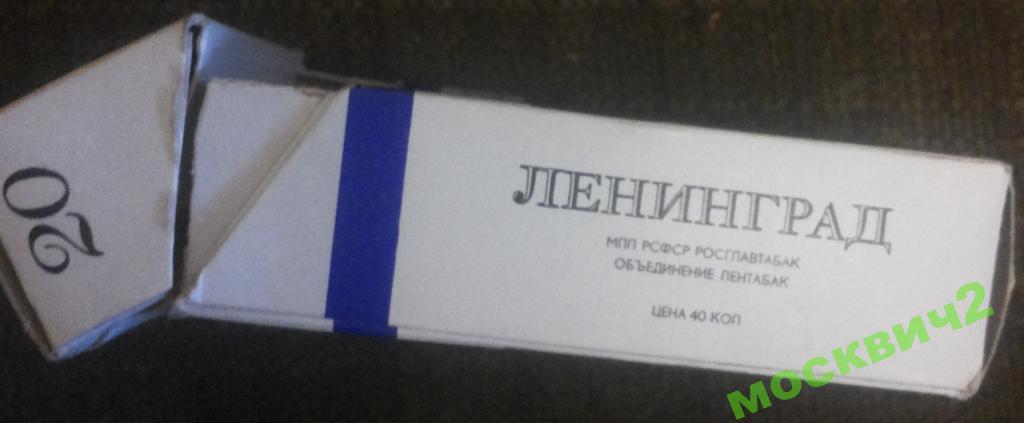 20
ЛЕНИНГРАД
МПП РСФСР РОСГЛАВТАБАК
ОБЪЕДИНЕНИЕ ЛЕНТАБАК
ЦЕНА 40 КОП
МОСКВИЧ2